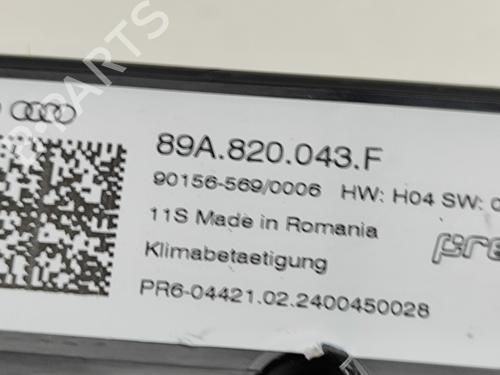 89A.820.043.F
90156-569/0006 HW: H04 SW:
11S Made in Romania
Klimabetaetigung
PR6-04421.02.2400450028